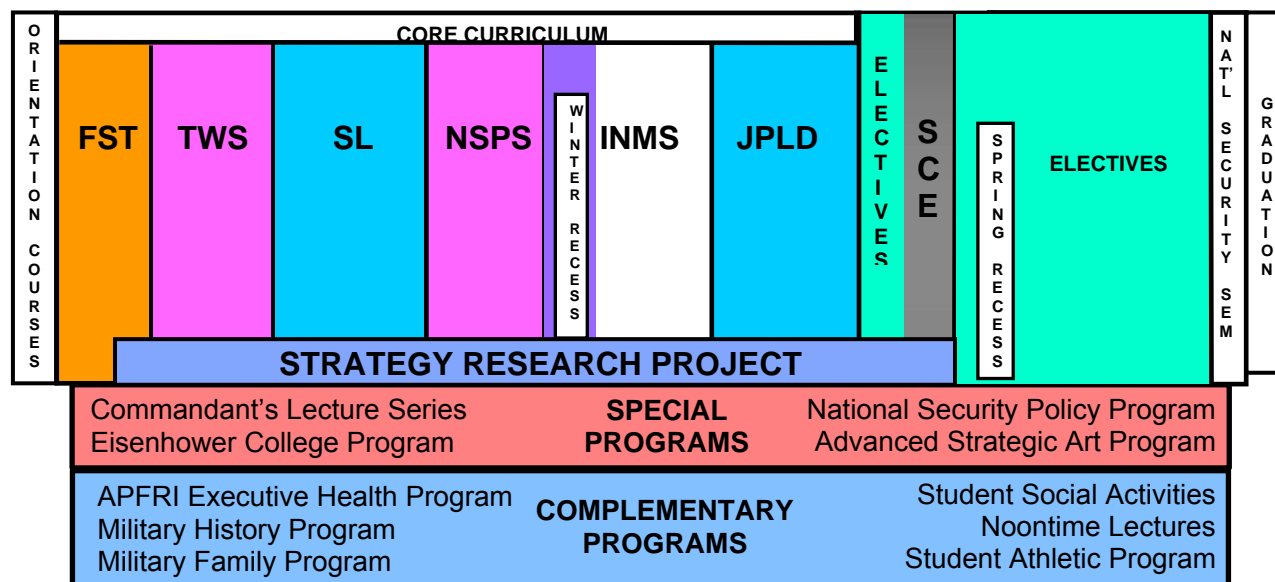 ORIENTATION COURSES
CORE CURRICULUM
FST
TWS
SL
NSPS
WINTER RECESS
INMS
JPLD
ELECTIVES
SCE
SPRING RECESS
ELECTIVES
NAT' L SECURITY SEM
GRADUATION
STRATEGY RESEARCH PROJECT
Commandant's Lecture Series
Eisenhower College Program
SPECIAL
PROGRAMS
National Security Policy Program
Advanced Strategic Art Program
APFRI Executive Health Program
Military History Program
Military Family Program
COMPLEMENTARY
PROGRAMS
Student Social Activities
Noontime Lectures
Student Athletic Program